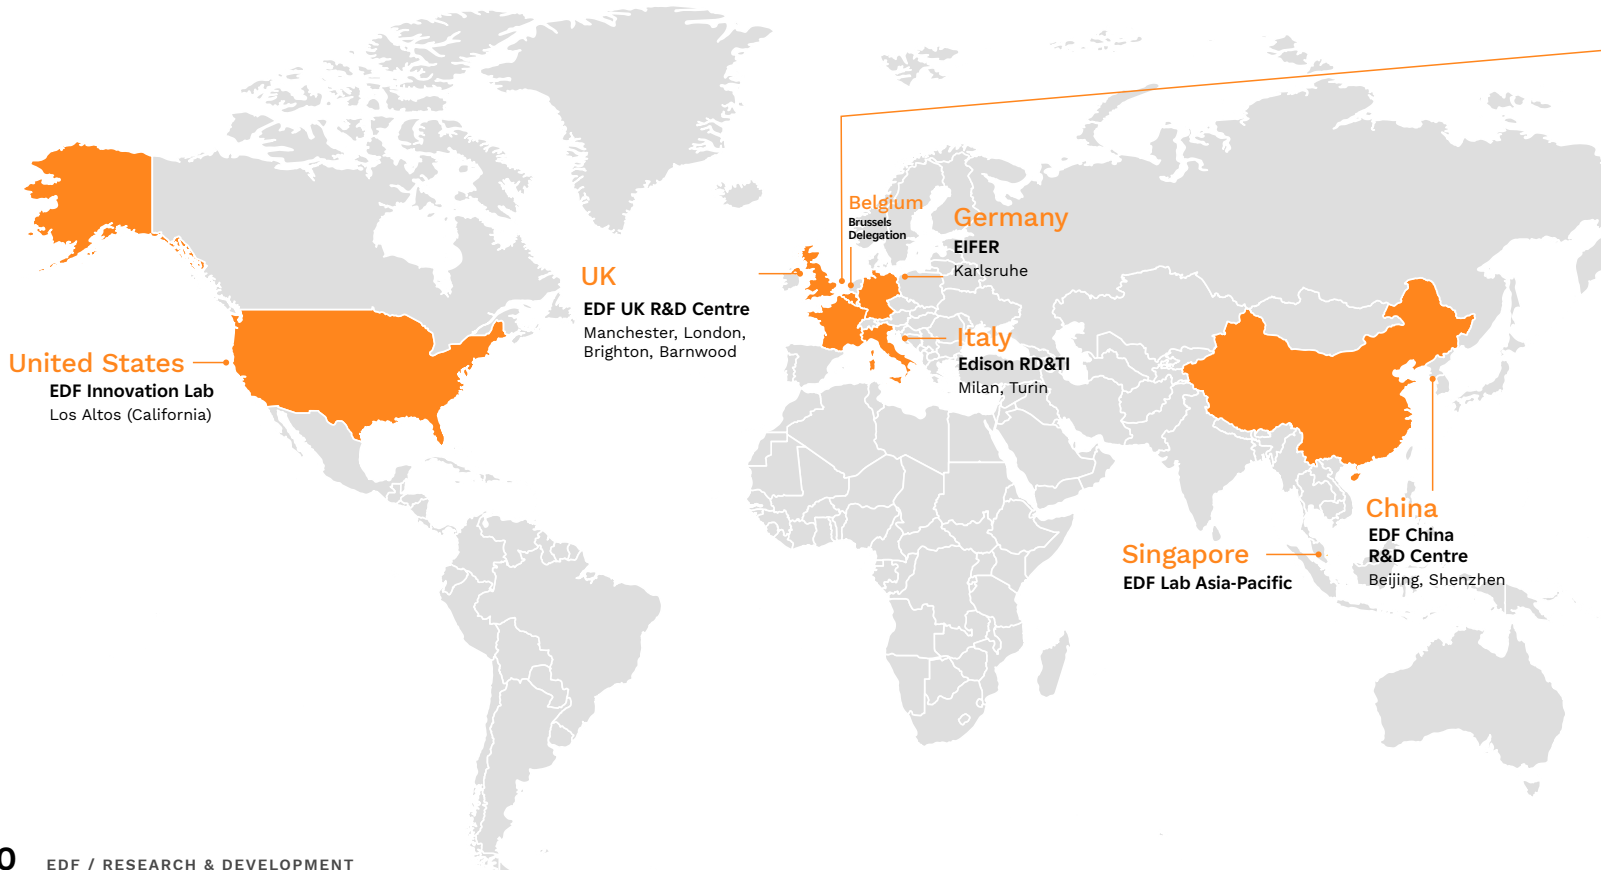 Belgium
Brussels
Delegation
Germany
EIFER
Karlsruhe
UK
EDF UK R&D Centre
Manchester, London,
Brighton, Barnwood
Italy
Edison RD&TI
Milan, Turin
United States
EDF Innovation Lab
Los Altos (California)
China
EDF China
R&D Centre
Beijing, Shenzhen
Singapore
EDF Lab Asia-Pacific
EDF / RESEARCH & DEVELOPMENT